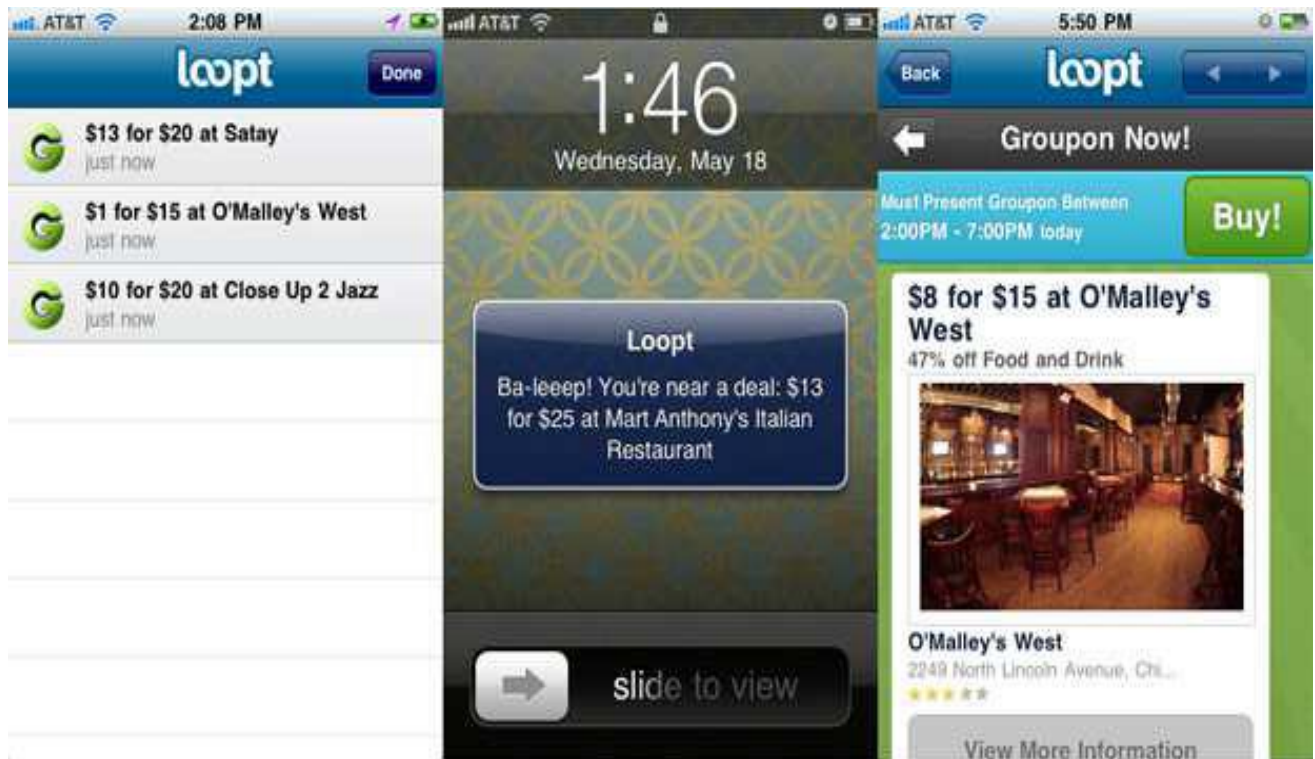 AT&T 2:08 PM
loopt Done
$13 for $20 at Satay
just now
$1 for $15 at O'Malley's West
just now
$10 for $20 at Close Up 2 Jazz
just now
AT&T
1:46
Wednesday, May 18
Loopt
Ba-leeep! You're near a deal: $13
for $25 at Mart Anthony's Italian
Restaurant
slide to view
AT&T 5:50 PM
Back loopt
Groupon Now!
Must Present Groupon Between
2:00PM - 7:00PM today
Buy!
$8 for $15 at O'Malley's
West
47% off Food and Drink
O'Malley's West
2249 North Lincoln Avenue, Chi...
View More Information